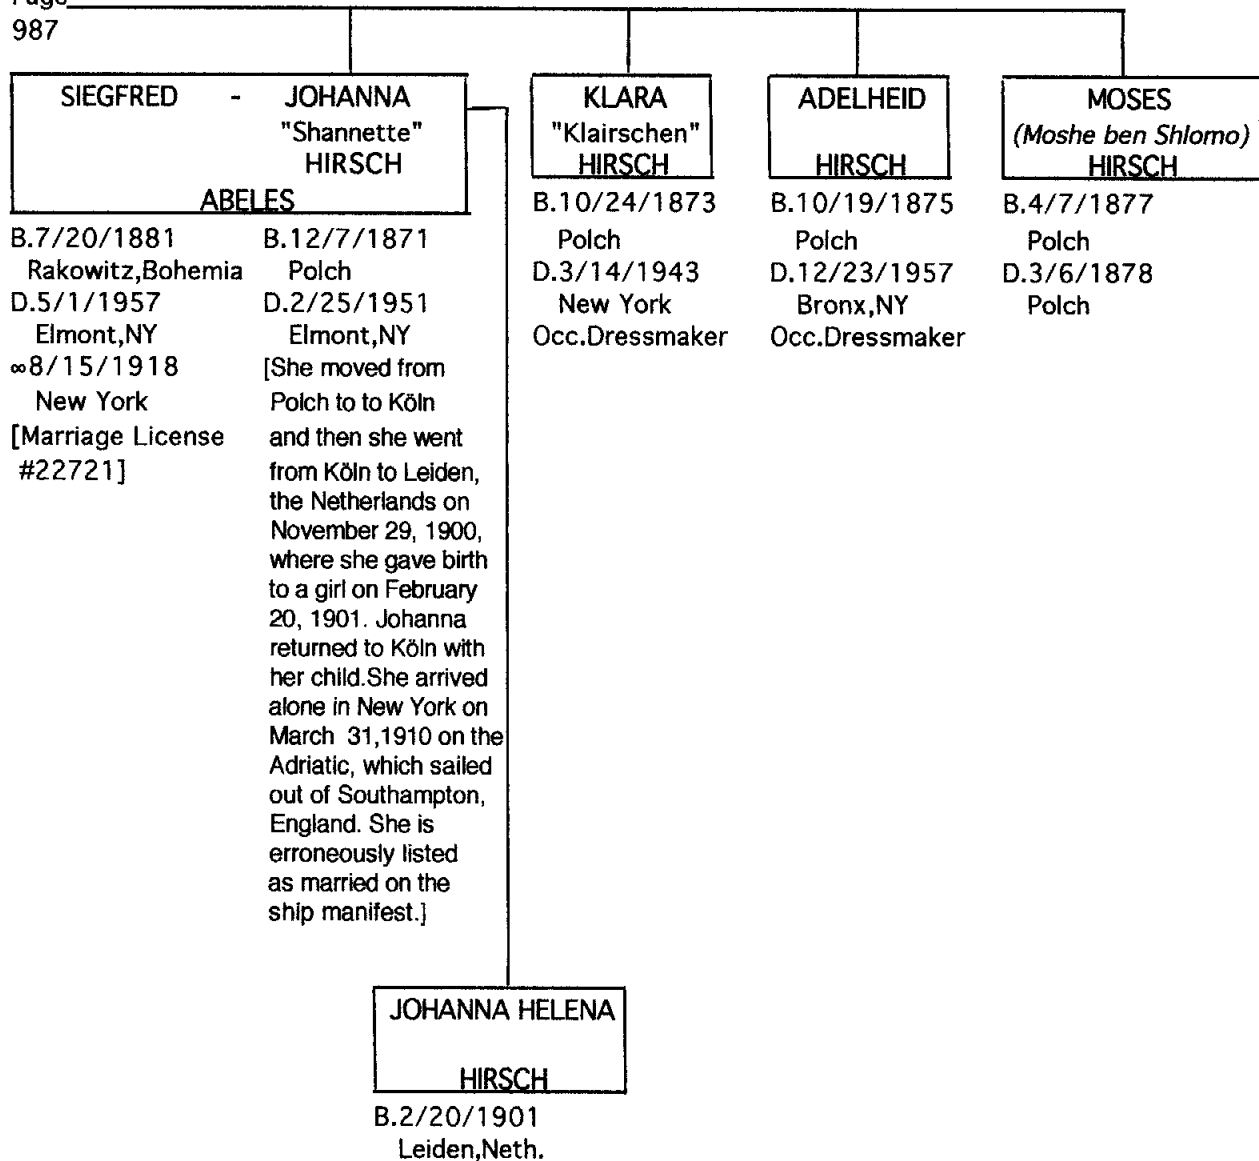 987
SIEGFRED - JOHANNA
"Shannette"
HIRSCH
ABELES
B.7/20/1881
Rakowitz,Bohemia
D.5/1/1957
Elmont,NY
∞8/15/1918
New York
[Marriage License
#22721]
B.12/7/1871
Polch
D.2/25/1951
Elmont,NY
[She moved from
Polch to to Köln
and then she went
from Köln to Leiden,
the Netherlands on
November 29, 1900,
where she gave birth
to a girl on February
20, 1901. Johanna
returned to Köln with
her child.She arrived
alone in New York on
March 31,1910 on the
Adriatic, which sailed
out of Southampton,
England. She is
erroneously listed
as married on the
ship manifest.]
KLARA
"Klairschen"
HIRSCH
B.10/24/1873
Polch
D.3/14/1943
New York
Occ.Dressmaker
ADELHEID
HIRSCH
B.10/19/1875
Polch
D.12/23/1957
Bronx,NY
Occ.Dressmaker
MOSES
(Moshe ben Shlomo)
HIRSCH
B.4/7/1877
Polch
D.3/6/1878
Polch
JOHANNA HELENA
HIRSCH
B.2/20/1901
Leiden,Neth.